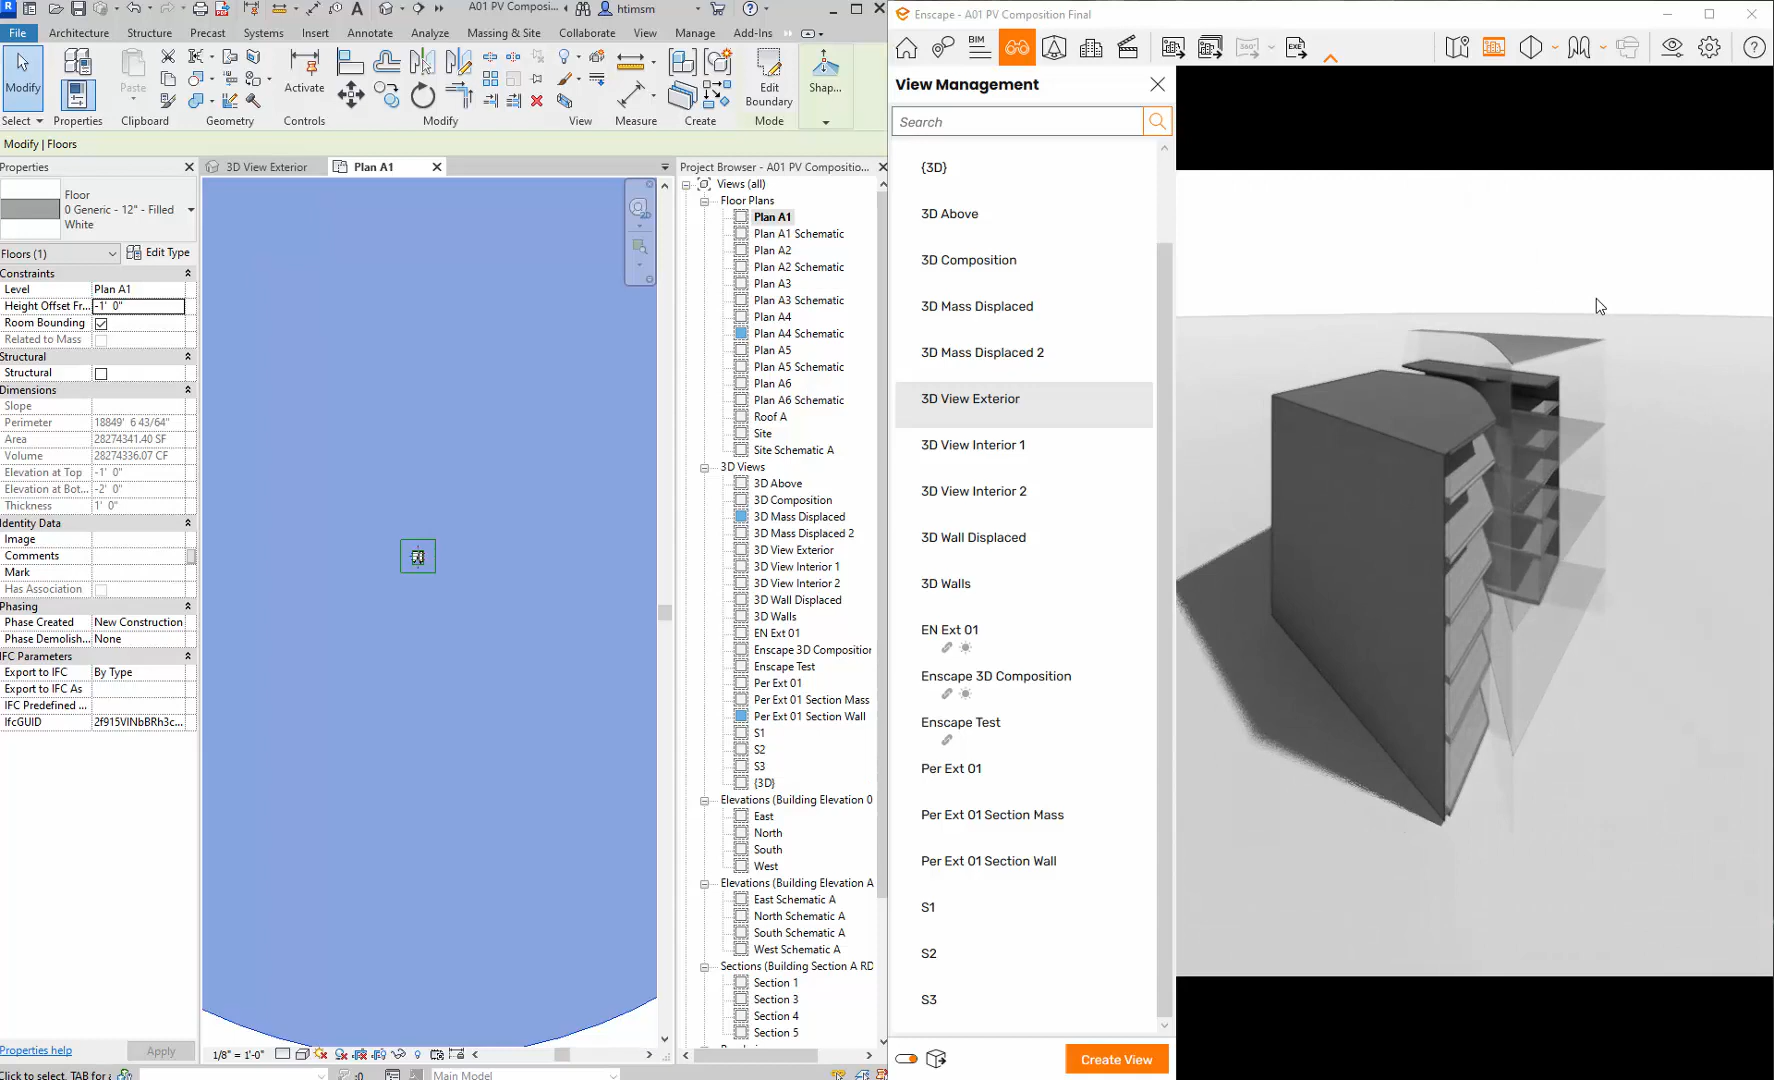 A01 PV Composi...
htimsm
File
Architecture
Structure
Precast
Systems
Insert
Annotate
Analyze
Massing & Site
Collaborate
View
Manage
Add-Ins
Modify
Paste
Activate
Edit
Boundary
Shap...
Select
Properties
Clipboard
Geometry
Controls
Modify
View
Measure
Create
Mode
Modify | Floors
Properties
Floor
0 Generic - 12" - Filled
White
Floors (1)
Edit Type
Constraints
Level Plan A1
Height Offset Fr... -1' 0"
Room Bounding
Related to Mass
Structural
Structural
Dimensions
Slope
Perimeter 18849' 6 43/64"
Area 28274341.40 SF
Volume 28274336.07 CF
Elevation at Top -1' 0"
Elevation at Bot... -2' 0"
Thickness 1' 0"
Identity Data
Image
Comments
Mark
Has Association
Phasing
Phase Created New Construction
Phase Demolish... None
IFC Parameters
Export to IFC By Type
Export to IFC As
IFC Predefined ...
IfcGUID 2f915VINbBRh3c...
Properties help
Apply
Click to select, TAB for a
3D View Exterior
Plan A1
1/8" = 1'-0"
:0
Main Model
Project Browser - A01 PV Compositio...
Views (all)
Floor Plans
Plan A1
Plan A1 Schematic
Plan A2
Plan A2 Schematic
Plan A3
Plan A3 Schematic
Plan A4
Plan A4 Schematic
Plan A5
Plan A5 Schematic
Plan A6
Plan A6 Schematic
Roof A
Site
Site Schematic A
3D Views
3D Above
3D Composition
3D Mass Displaced
3D Mass Displaced 2
3D View Exterior
3D View Interior 1
3D View Interior 2
3D Wall Displaced
3D Walls
EN Ext 01
Enscape 3D Compositior
Enscape Test
Per Ext 01
Per Ext 01 Section Mass
Per Ext 01 Section Wall
S1
S2
S3
{3D}
Elevations (Building Elevation 0
East
North
South
West
Elevations (Building Elevation A
East Schematic A
North Schematic A
South Schematic A
West Schematic A
Sections (Building Section A RD
Section 1
Section 3
Section 4
Section 5
Enscape - A01 PV Composition Final
BIM
360°
EXE
View Management
Search
{3D}
3D Above
3D Composition
3D Mass Displaced
3D Mass Displaced 2
3D View Exterior
3D View Interior 1
3D View Interior 2
3D Wall Displaced
3D Walls
EN Ext 01
Enscape 3D Composition
Enscape Test
Per Ext 01
Per Ext 01 Section Mass
Per Ext 01 Section Wall
S1
S2
S3
Create View